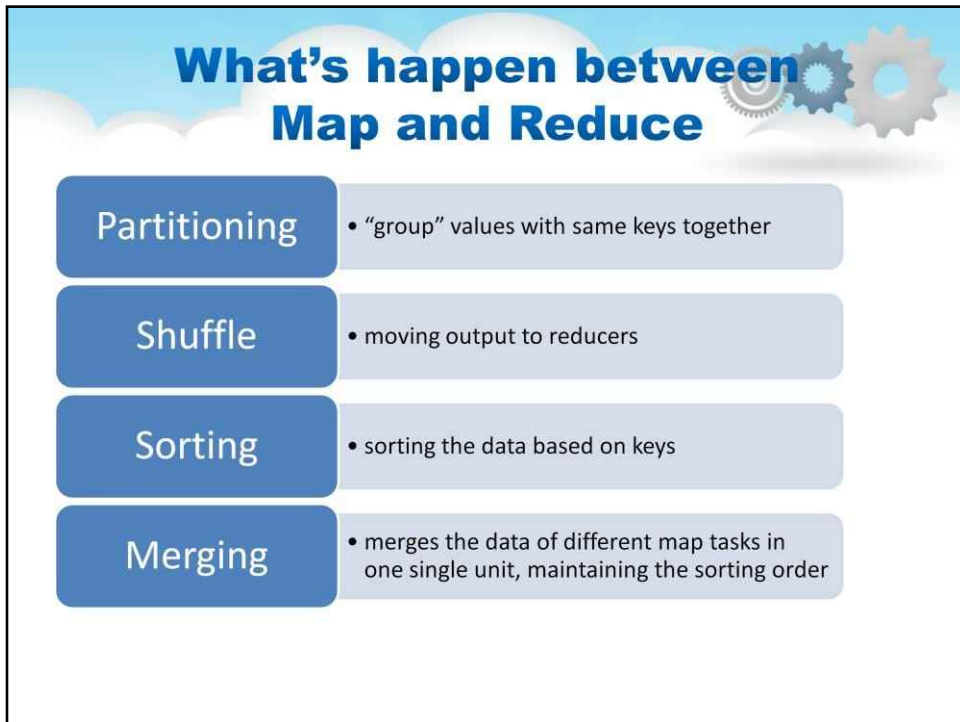 What’s happen between
Map and Reduce
Partitioning
• “group” values with same keys together
Shuffle
• moving output to reducers
Sorting
• sorting the data based on keys
Merging
• merges the data of different map tasks in
one single unit, maintaining the sorting order